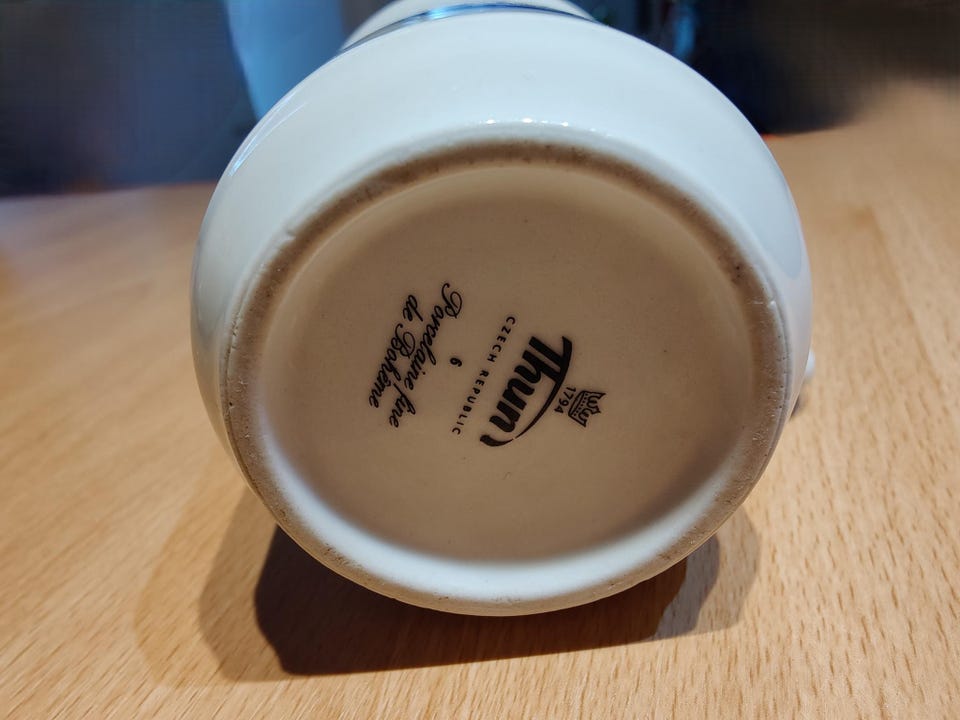 1794
Thun
CZECH REPUBLIC
6
Porcelaine fine
de Bohême